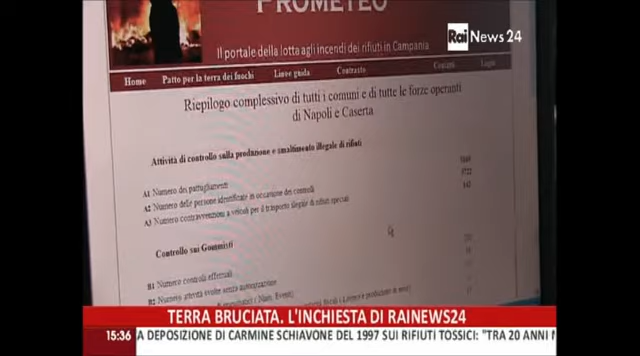 PROMETEO
Rai News 24
Il portale della lotta agli incendi dei rifiuti in Campania
Home Patto per la terra dei fuochi Linee guida Contrasto Contatti Login
Riepilogo complessivo di tutti i comuni e di tutte le forze operanti
di Napoli e Caserta
Attività di controllo sulla produzione e smaltimento illegale di rifiuti
A1 Numero dei pattugliamenti
A2 Numero delle persone identificate in occasione dei controlli
A3 Numero contravvenzioni a veicoli per il trasporto illegale di rifiuti speciali
Controllo sui Gommisti
B1 Numero controlli effettuati
B2 Numero attività svolte senza autorizzazione
TERRA BRUCIATA. L'INCHIESTA DI RAINEWS24
15:36 A DEPOSIZIONE DI CARMINE SCHIAVONE DEL 1997 SUI RIFIUTI TOSSICI: "TRA 20 ANNI